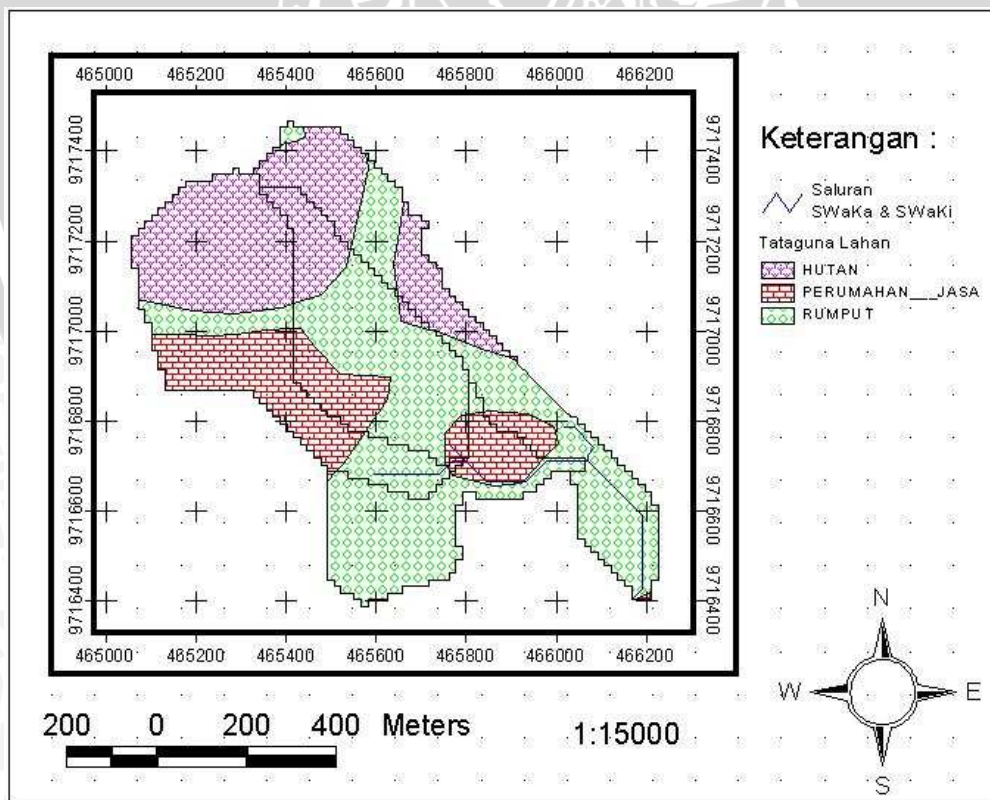 465000 465200 465400 465600 465800 466000 466200
9717400
9717200
9717000
9716800
9716600
9716400
9717400
9717200
9717000
9716800
9716600
9716400
465000 465200 465400 465600 465800 466000 466200
Keterangan :
Saluran
SWaKa & SWaKi
Tataguna Lahan
HUTAN
PERUMAHAN___JASA
RUMPUT
N
W E
S
200 0 200 400 Meters
1:15000